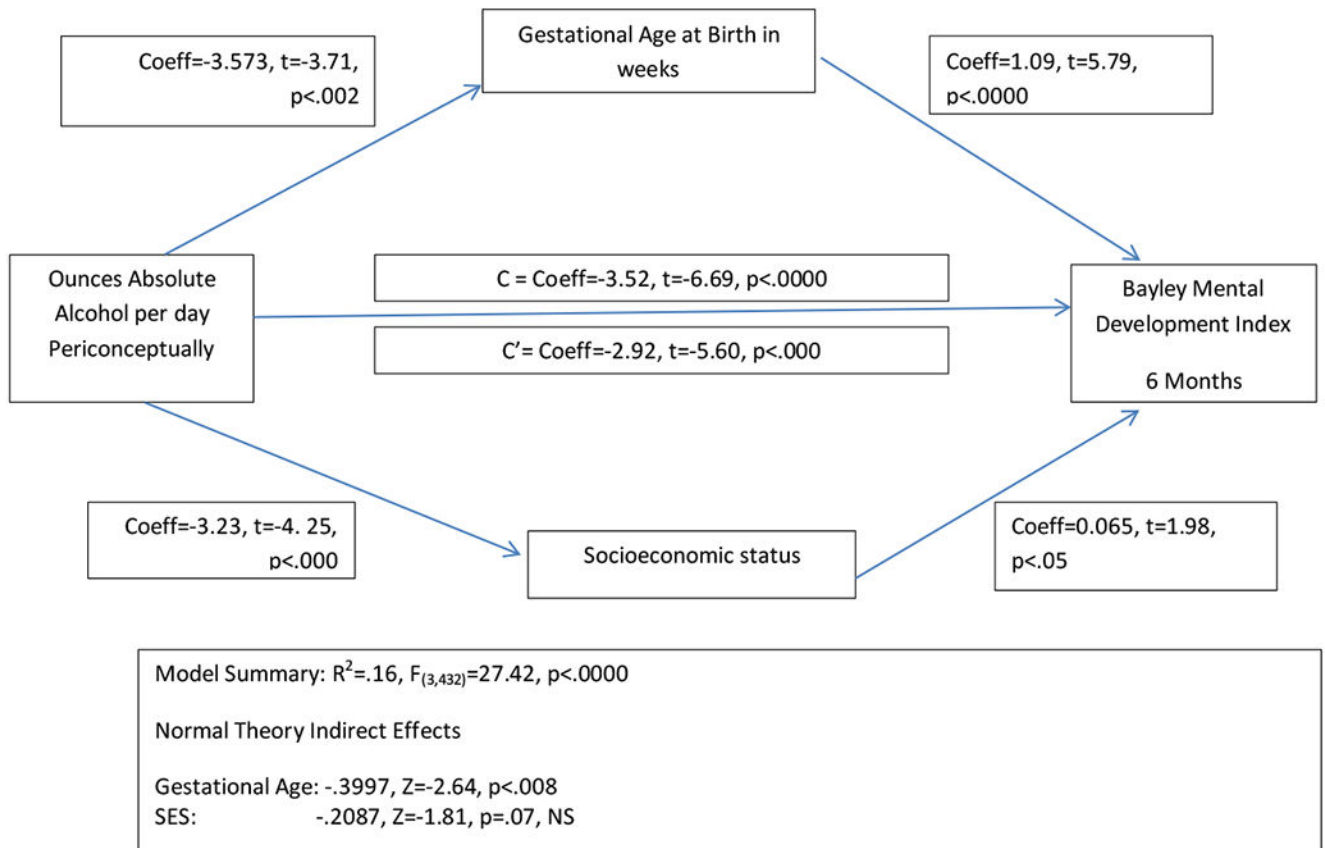 Gestational Age at Birth in
weeks
Coeff=-3.573, t=-3.71,
p<.002
Coeff=1.09, t=5.79,
p<.0000
Ounces Absolute
Alcohol per day
Periconceptually
C = Coeff=-3.52, t=-6.69, p<.0000
C’= Coeff=-2.92, t=-5.60, p<.000
Bayley Mental
Development Index
6 Months
Coeff=-3.23, t=-4. 25,
p<.000
Socioeconomic status
Coeff=0.065, t=1.98,
p<.05
Model Summary: R²=.16, F₍₃,₄₃₂₎=27.42, p<.0000
Normal Theory Indirect Effects
Gestational Age: -.3997, Z=-2.64, p<.008
SES: -.2087, Z=-1.81, p=.07, NS